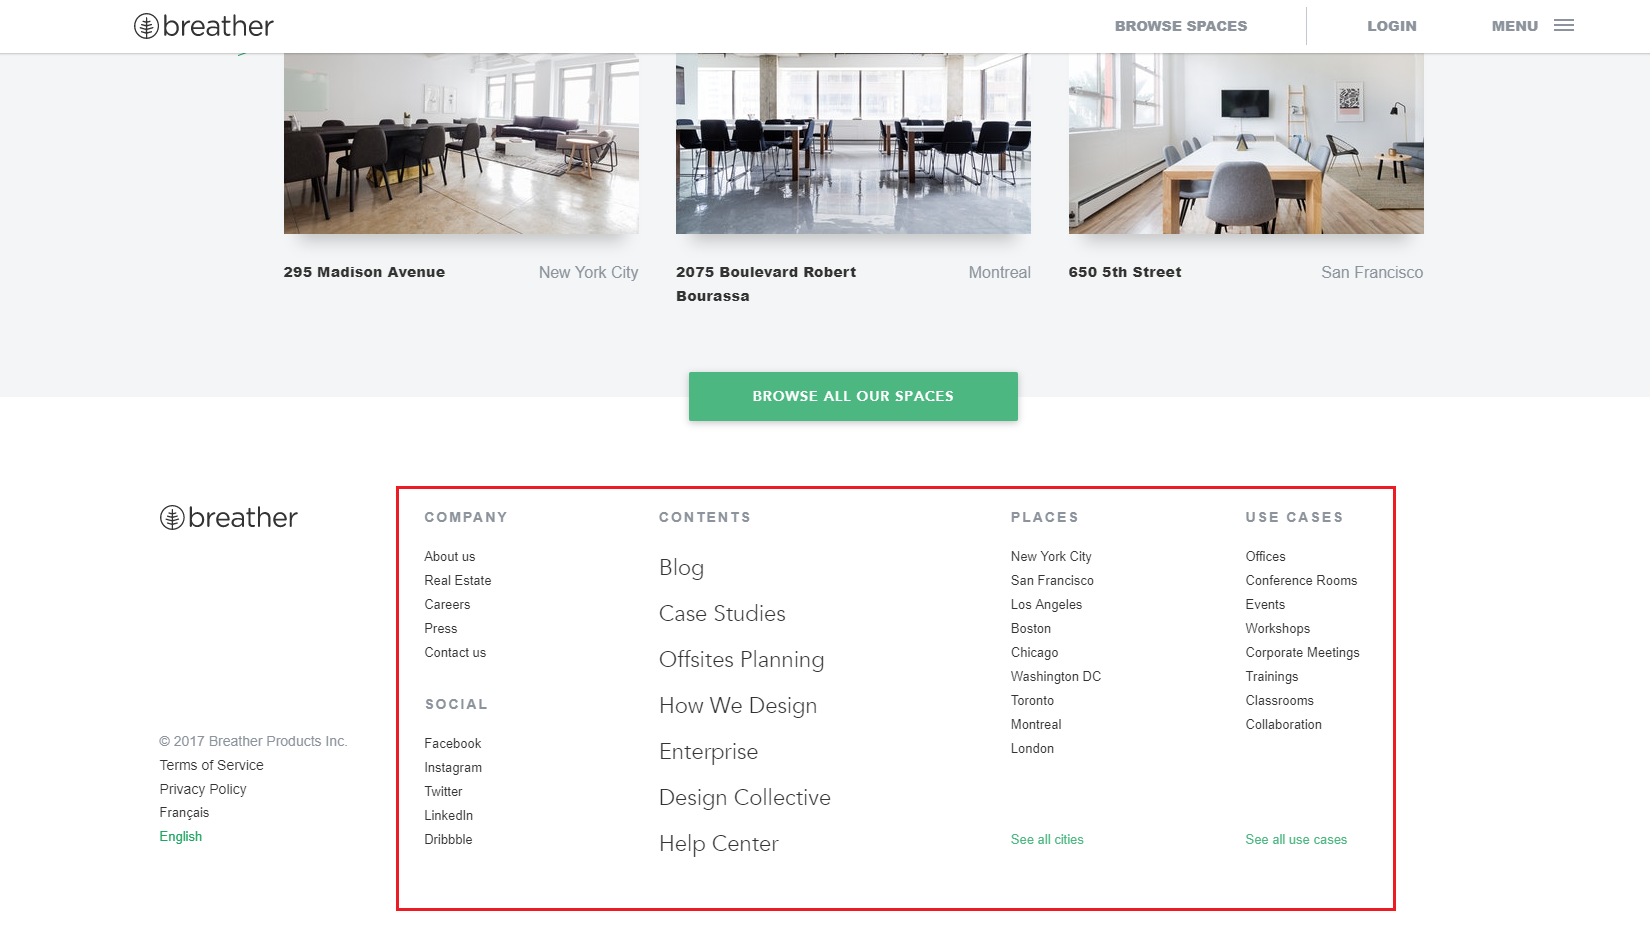 breather
BROWSE SPACES
LOGIN
MENU
295 Madison Avenue
New York City
2075 Boulevard Robert
Bourassa
Montreal
650 5th Street
San Francisco
BROWSE ALL OUR SPACES
breather
© 2017 Breather Products Inc.
Terms of Service
Privacy Policy
Français
English
COMPANY
About us
Real Estate
Careers
Press
Contact us
SOCIAL
Facebook
Instagram
Twitter
LinkedIn
Dribbble
CONTENTS
Blog
Case Studies
Offsites Planning
How We Design
Enterprise
Design Collective
Help Center
PLACES
New York City
San Francisco
Los Angeles
Boston
Chicago
Washington DC
Toronto
Montreal
London
See all cities
USE CASES
Offices
Conference Rooms
Events
Workshops
Corporate Meetings
Trainings
Classrooms
Collaboration
See all use cases